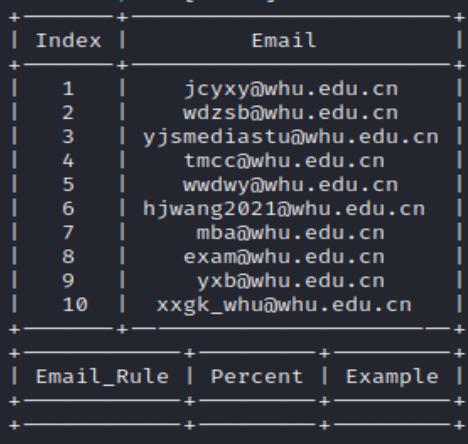 Index | Email
1 | jcyxy@whu.edu.cn
2 | wdzsb@whu.edu.cn
3 | yjsmediastu@whu.edu.cn
4 | tmcc@whu.edu.cn
5 | wwdwy@whu.edu.cn
6 | hjwang2021@whu.edu.cn
7 | mba@whu.edu.cn
8 | exam@whu.edu.cn
9 | yxb@whu.edu.cn
10 | xxgk_whu@whu.edu.cn
Email_Rule | Percent | Example